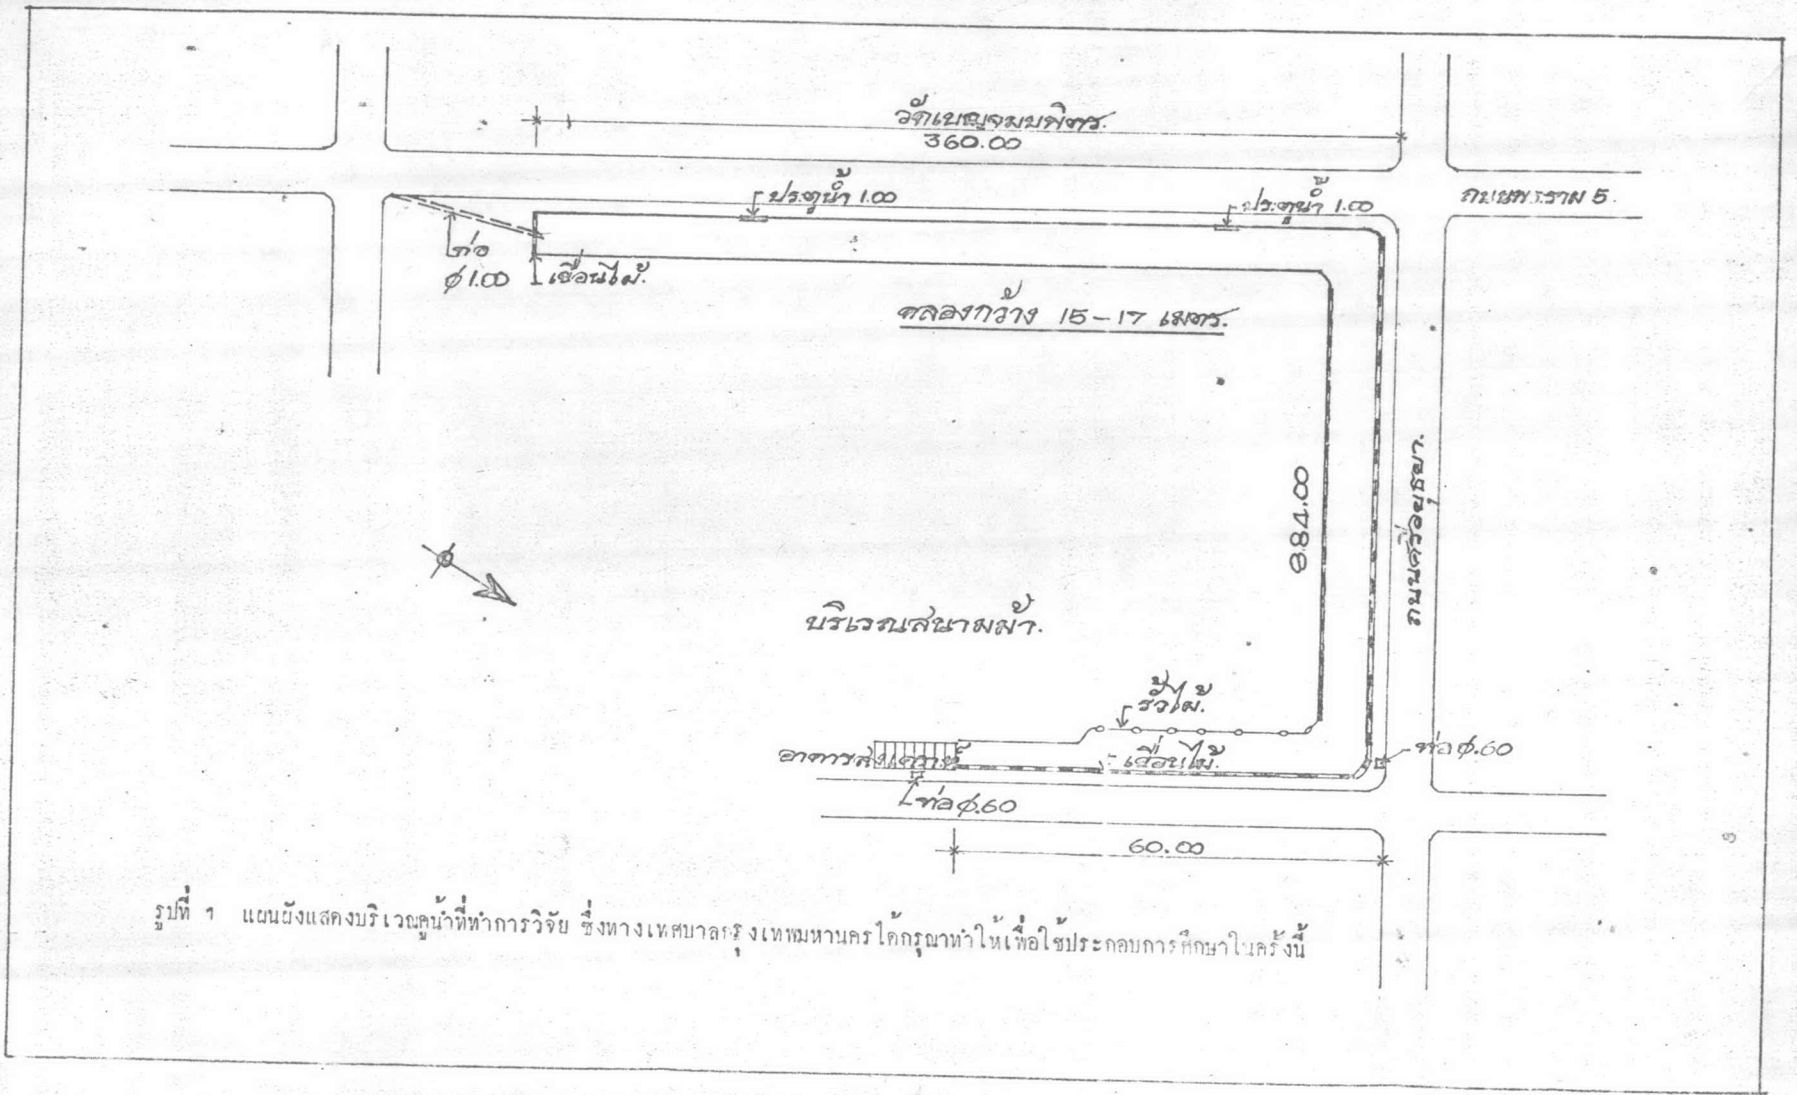 วัดเบญจมบพิตร.
360.00
ประตูน้ำ 1.00
ประตูน้ำ 1.00
ถนนพระราม 5.
ท่อ
φ 1.00
เขื่อนไม้.
คลองกว้าง 15-17 เมตร.
884.00
ถนนศรีอยุธยา.
บริเวณสนามม้า.
รั้วไม้.
อาคาร
เขื่อนไม้.
ท่อ φ.60
ท่อ φ.60
60.00
รูปที่ 1 แผนผังแสดงบริเวณคูน้ำที่ทำการวิจัย ซึ่งทางเทศบาลกรุงเทพมหานครได้กรุณาทำให้เพื่อใช้ประกอบการศึกษาในครั้งนี้